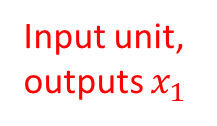 Input unit,
outputs x₁